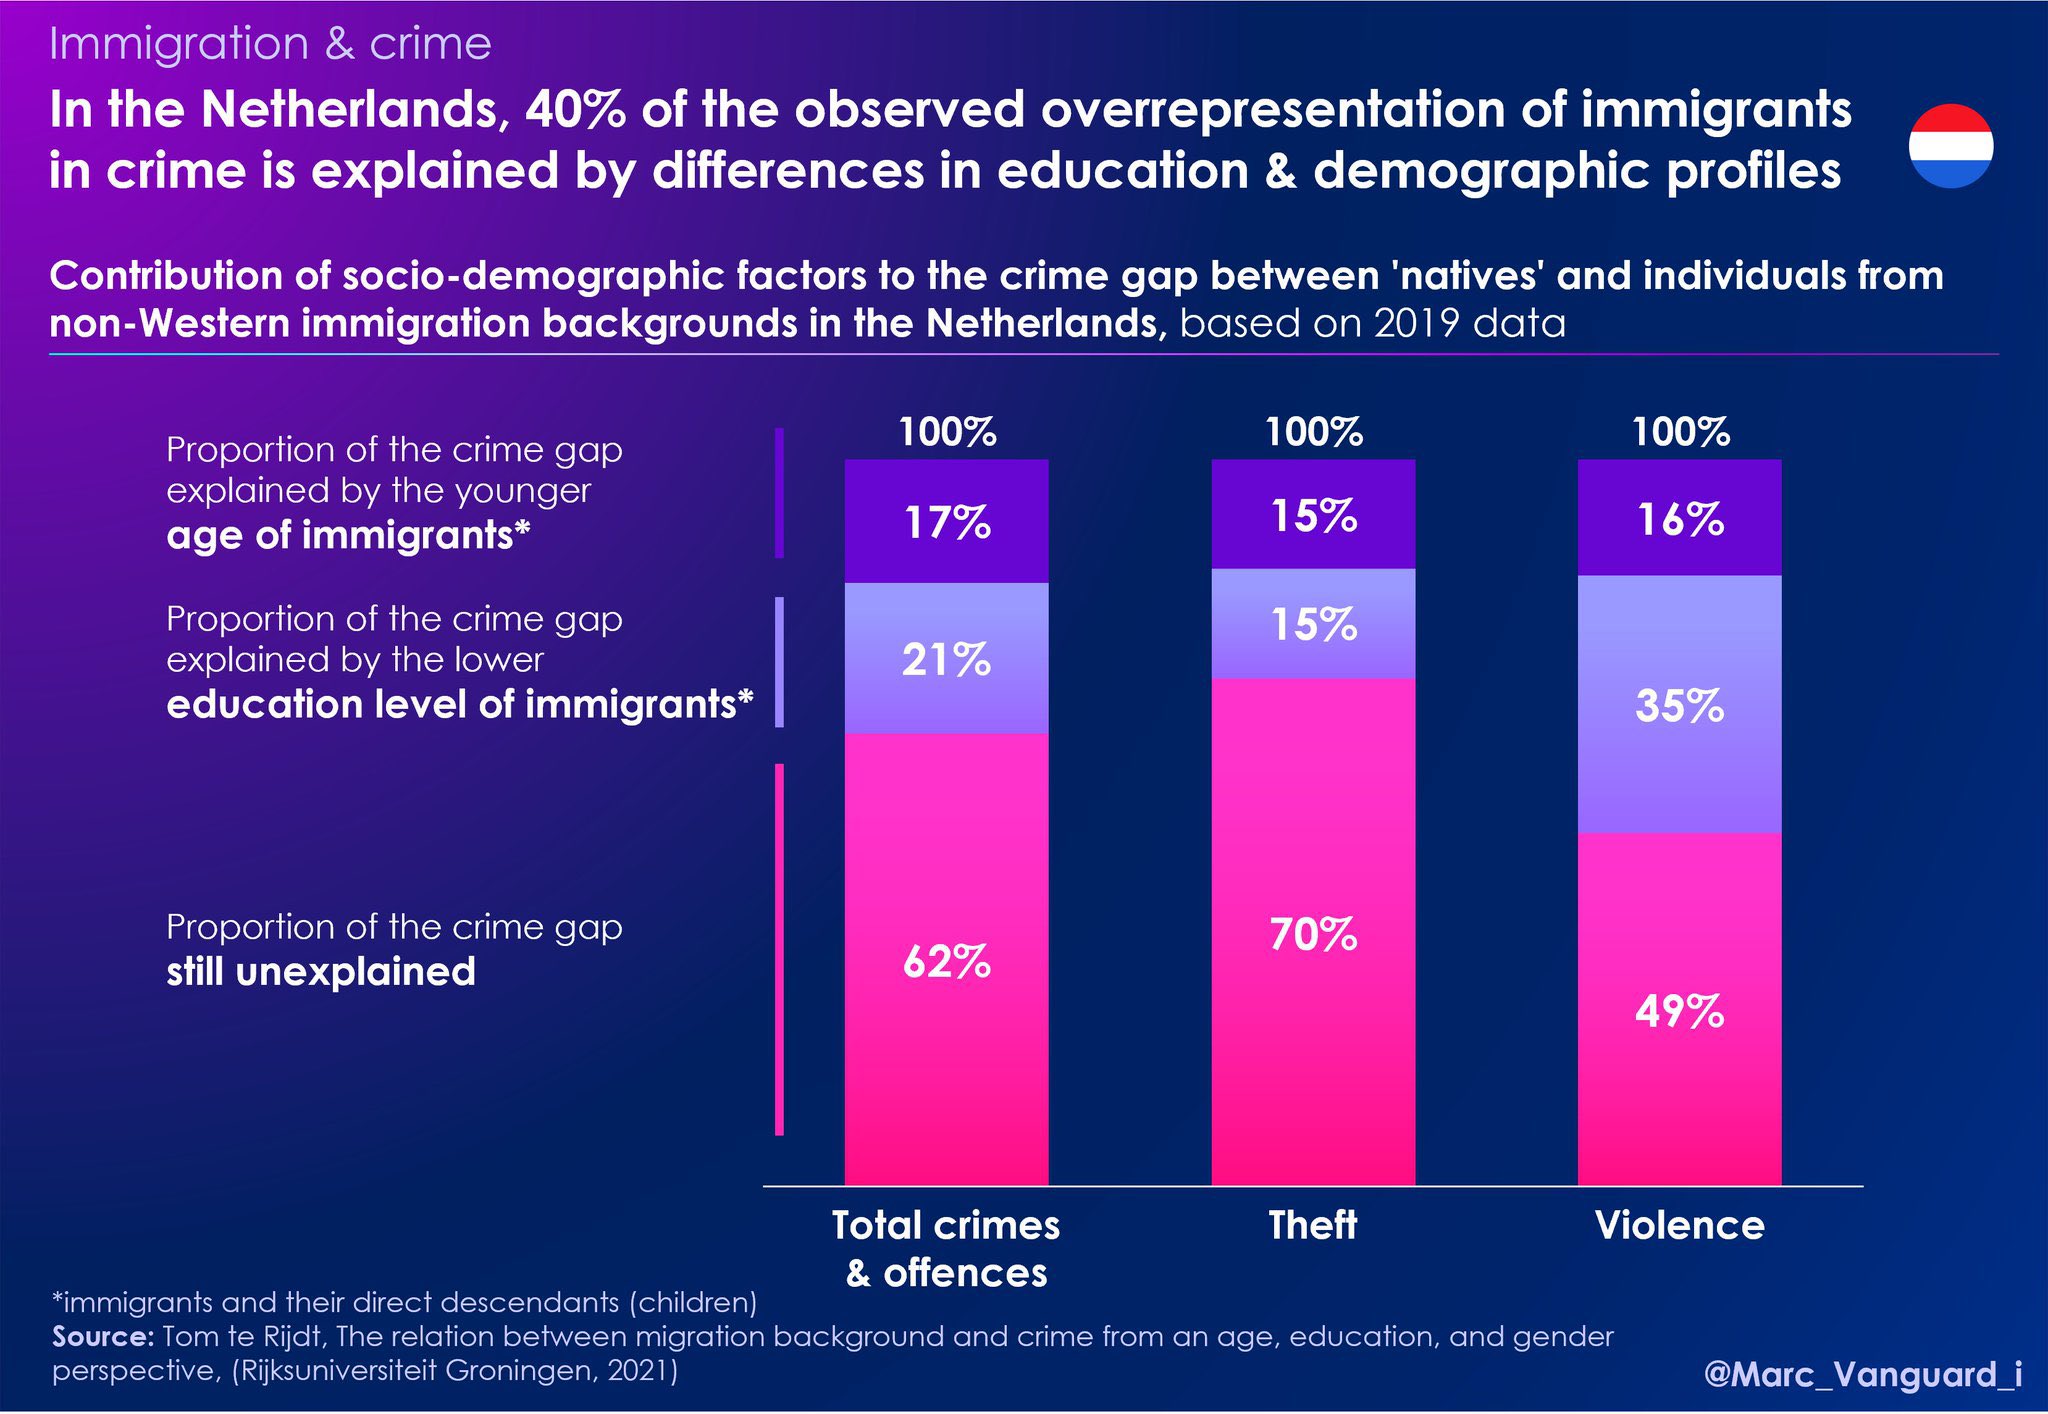 Immigration & crime
In the Netherlands, 40% of the observed overrepresentation of immigrants
in crime is explained by differences in education & demographic profiles
Contribution of socio-demographic factors to the crime gap between 'natives' and individuals from
non-Western immigration backgrounds in the Netherlands, based on 2019 data
Proportion of the crime gap
explained by the younger
age of immigrants*
Proportion of the crime gap
explained by the lower
education level of immigrants*
Proportion of the crime gap
still unexplained
100%
17%
21%
62%
Total crimes
& offences
100%
15%
15%
70%
Theft
100%
16%
35%
49%
Violence
*immigrants and their direct descendants (children)
Source: Tom te Rijdt, The relation between migration background and crime from an age, education, and gender
perspective, (Rijksuniversiteit Groningen, 2021)
@Marc_Vanguard_i